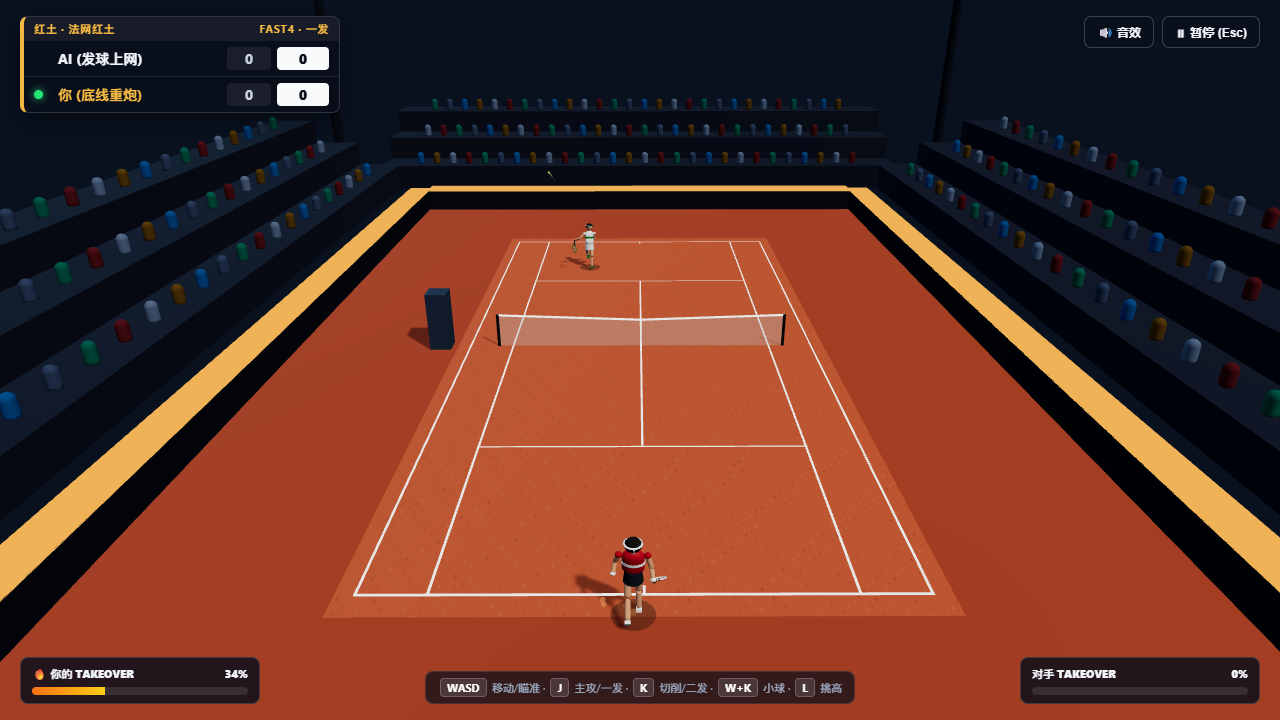 红土 · 法网红土 FAST4 · 一发
AI (发球上网) 0 0
你 (底线重炮) 0 0
音效
暂停 (Esc)
你的 TAKEOVER 34%
WASD 移动/瞄准 · J 主攻/一发 · K 切削/二发 · W+K 小球 · L 挑高
对手 TAKEOVER 0%